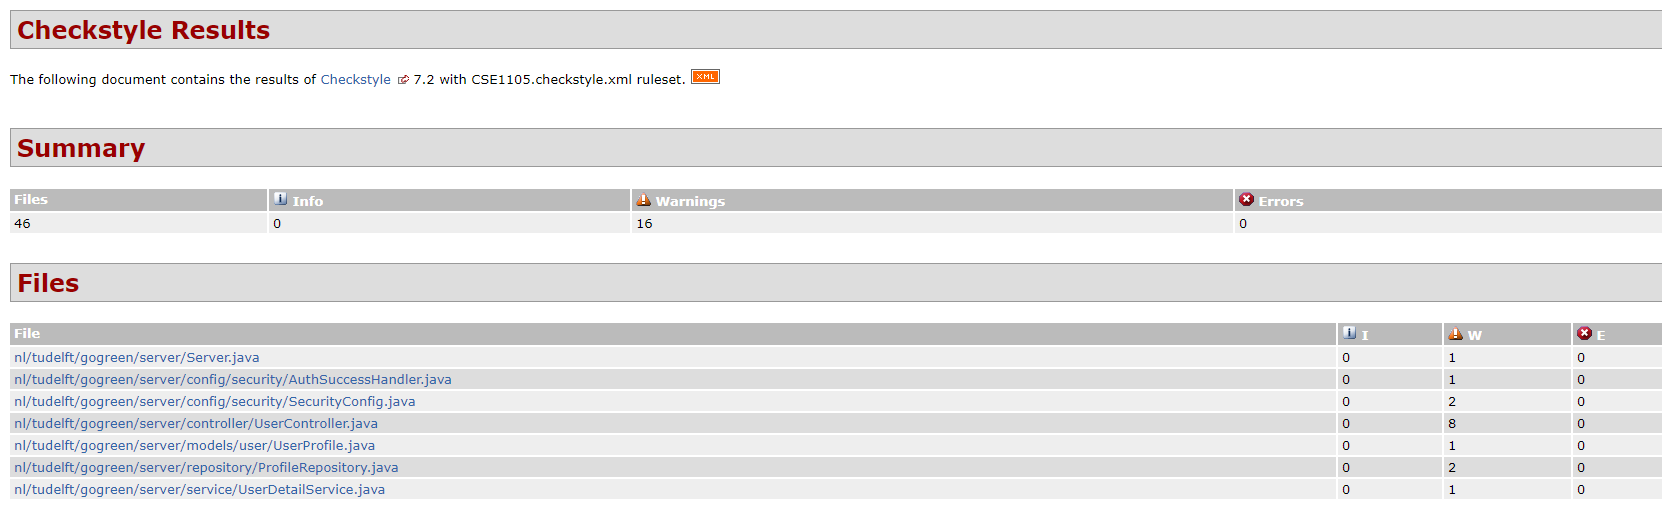 Checkstyle Results
The following document contains the results of Checkstyle 7.2 with CSE1105.checkstyle.xml ruleset. XML
Summary
Files Info Warnings Errors
46 0 16 0
Files
File I W E
nl/tudelft/gogreen/server/Server.java 0 1 0
nl/tudelft/gogreen/server/config/security/AuthSuccessHandler.java 0 1 0
nl/tudelft/gogreen/server/config/security/SecurityConfig.java 0 2 0
nl/tudelft/gogreen/server/controller/UserController.java 0 8 0
nl/tudelft/gogreen/server/models/user/UserProfile.java 0 1 0
nl/tudelft/gogreen/server/repository/ProfileRepository.java 0 2 0
nl/tudelft/gogreen/server/service/UserDetailService.java 0 1 0